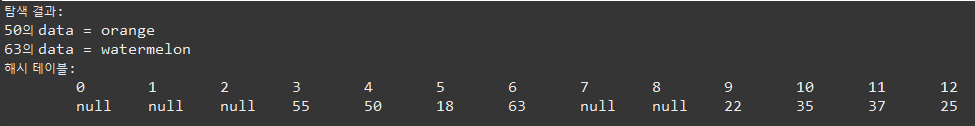 탐색 결과:
50의 data = orange
63의 data = watermelon
해시 테이블:
0 1 2 3 4 5 6 7 8 9 10 11 12
null null null 55 50 18 63 null null 22 35 37 25